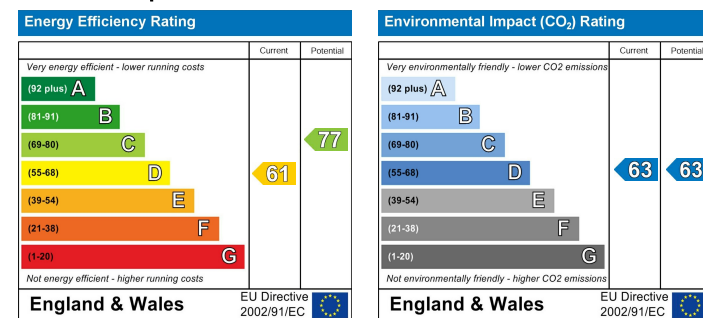 Energy Efficiency Rating
Current Potential
Very energy efficient - lower running costs
(92 plus) A
(81-91) B
(69-80) C
77
(55-68) D
61
(39-54) E
(21-38) F
(1-20) G
Not energy efficient - higher running costs
England & Wales
EU Directive
2002/91/EC
Environmental Impact (CO₂) Rating
Current Potential
Very environmentally friendly - lower CO2 emissions
(92 plus) A
(81-91) B
(69-80) C
(55-68) D
63 63
(39-54) E
(21-38) F
(1-20) G
Not environmentally friendly - higher CO2 emissions
England & Wales
EU Directive
2002/91/EC